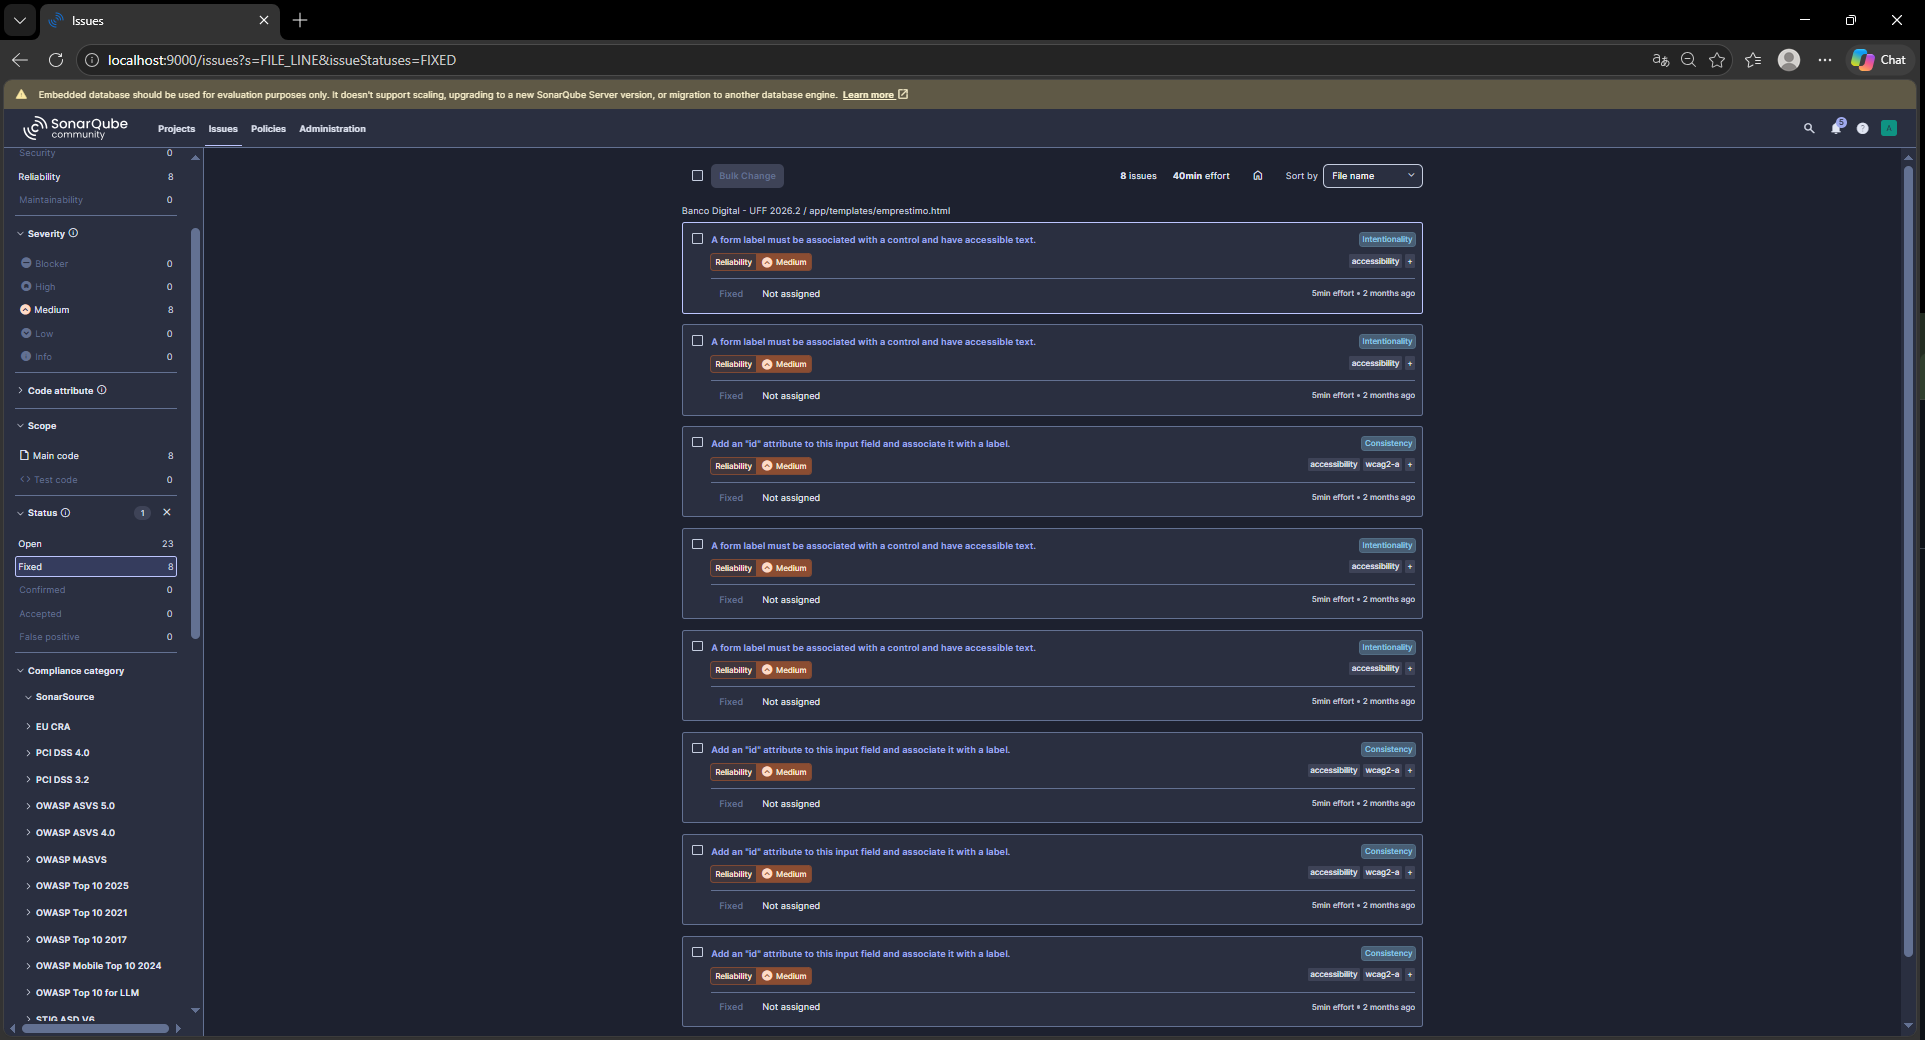 Issues
localhost:9000/issues?s=FILE_LINE&issueStatuses=FIXED
Chat
Embedded database should be used for evaluation purposes only. It doesn't support scaling, upgrading to a new SonarQube Server version, or migration to another database engine. Learn more
SonarQube community
Projects Issues Policies Administration
5
A
Security 0
Reliability 8
Maintainability 0
Severity
Blocker 0
High 0
Medium 8
Low 0
Info 0
Code attribute
Scope
Main code 8
Test code 0
Status 1
Open 23
Fixed 8
Confirmed 0
Accepted 0
False positive 0
Compliance category
SonarSource
EU CRA
PCI DSS 4.0
PCI DSS 3.2
OWASP ASVS 5.0
OWASP ASVS 4.0
OWASP MASVS
OWASP Top 10 2025
OWASP Top 10 2021
OWASP Top 10 2017
OWASP Mobile Top 10 2024
OWASP Top 10 for LLM
STIG ASD V6
Bulk Change
8 issues 40min effort Sort by File name
Banco Digital - UFF 2026.2 / app/templates/emprestimo.html
A form label must be associated with a control and have accessible text. Intentionality
Reliability Medium accessibility +
Fixed Not assigned 5min effort • 2 months ago
A form label must be associated with a control and have accessible text. Intentionality
Reliability Medium accessibility +
Fixed Not assigned 5min effort • 2 months ago
Add an "id" attribute to this input field and associate it with a label. Consistency
Reliability Medium accessibility wcag2-a +
Fixed Not assigned 5min effort • 2 months ago
A form label must be associated with a control and have accessible text. Intentionality
Reliability Medium accessibility +
Fixed Not assigned 5min effort • 2 months ago
A form label must be associated with a control and have accessible text. Intentionality
Reliability Medium accessibility +
Fixed Not assigned 5min effort • 2 months ago
Add an "id" attribute to this input field and associate it with a label. Consistency
Reliability Medium accessibility wcag2-a +
Fixed Not assigned 5min effort • 2 months ago
Add an "id" attribute to this input field and associate it with a label. Consistency
Reliability Medium accessibility wcag2-a +
Fixed Not assigned 5min effort • 2 months ago
Add an "id" attribute to this input field and associate it with a label. Consistency
Reliability Medium accessibility wcag2-a +
Fixed Not assigned 5min effort • 2 months ago